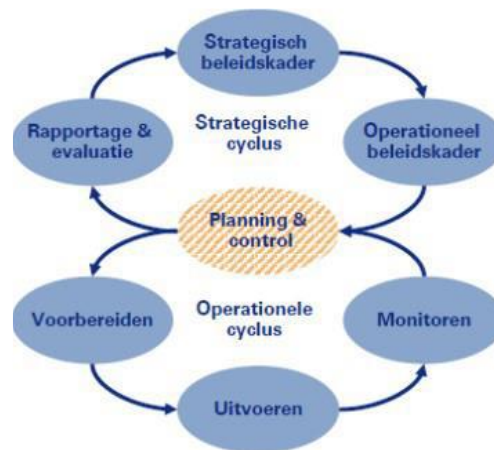 Strategisch
beleidskader
Rapportage &
evaluatie
Strategische
cyclus
Operationeel
beleidskader
Planning &
control
Voorbereiden
Operationele
cyclus
Monitoren
Uitvoeren